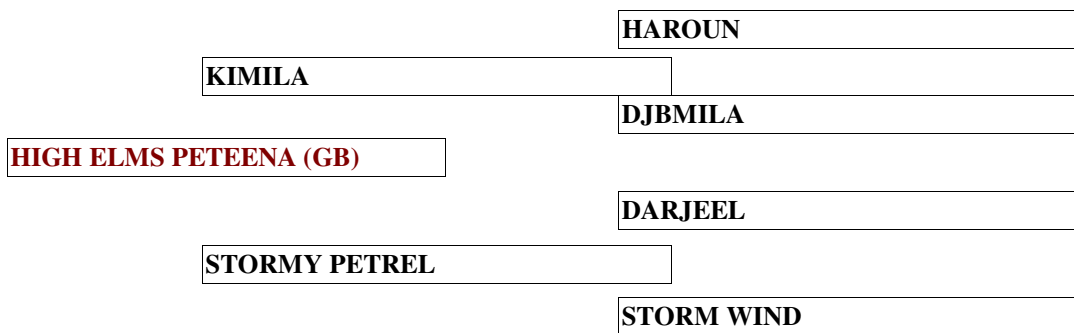 HAROUN
KIMILA
DJBMILA
HIGH ELMS PETEENA (GB)
DARJEEL
STORMY PETREL
STORM WIND